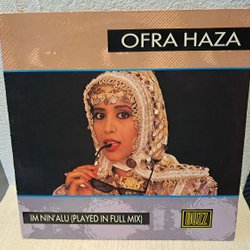 OFRA HAZA
IM NIN'ALU (PLAYED IN FULL MIX)
BUZZ